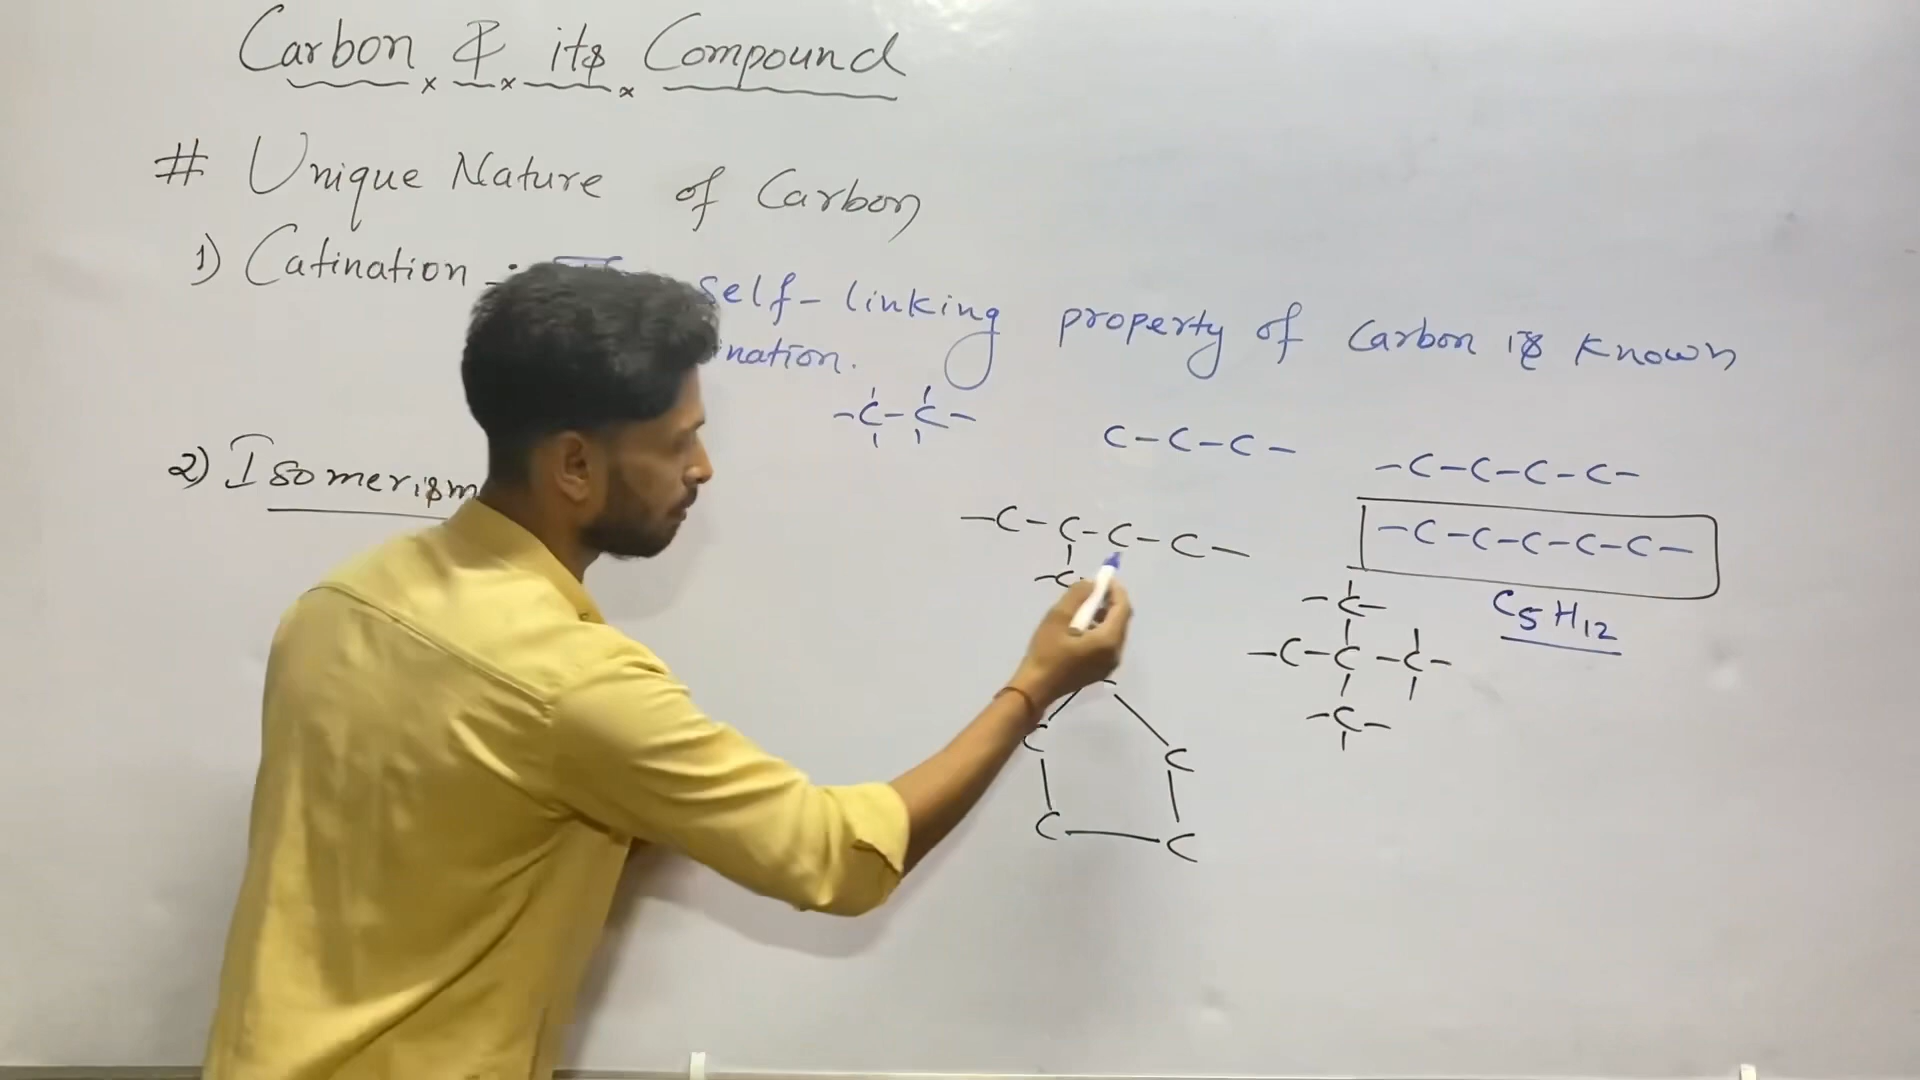 Carbon & its Compound
# Unique Nature of Carbon
1) Catination :
self-linking property of carbon is known
nation.
-C-C-
C-C-C-
-C-C-C-C-
2) Isomerism
-C-C-C-C-
-C-
-C-C-C-C-C-
C5H12
-C-
-C-C-C-
-C-
C
C
C
C